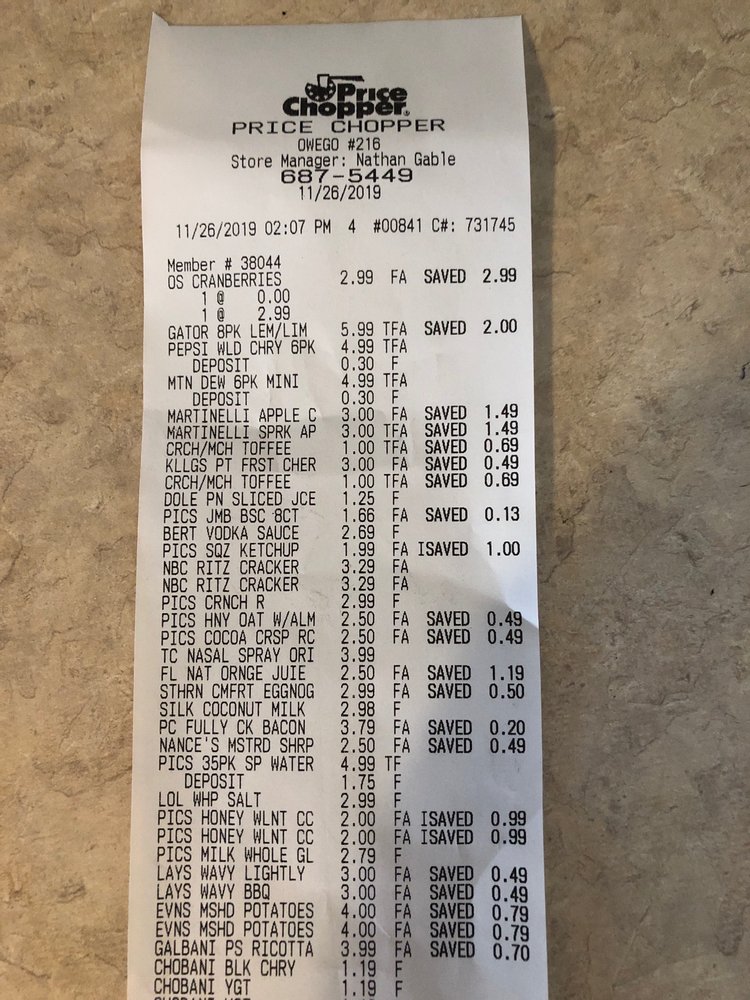 Price
Chopper
PRICE CHOPPER
OWEGO #216
Store Manager: Nathan Gable
687-5449
11/26/2019
11/26/2019 02:07 PM 4 #00841 C#: 731745
Member # 38044
OS CRANBERRIES 2.99 FA SAVED 2.99
1 @ 0.00
1 @ 2.99
GATOR 8PK LEM/LIM 5.99 TFA SAVED 2.00
PEPSI WLD CHRY 6PK 4.99 TFA
DEPOSIT 0.30 F
MTN DEW 6PK MINI 4.99 TFA
DEPOSIT 0.30 F
MARTINELLI APPLE C 3.00 FA SAVED 1.49
MARTINELLI SPRK AP 3.00 TFA SAVED 1.49
CRCH/MCH TOFFEE 1.00 TFA SAVED 0.69
KLLGS PT FRST CHER 3.00 FA SAVED 0.49
CRCH/MCH TOFFEE 1.00 TFA SAVED 0.69
DOLE PN SLICED JCE 1.25 F
PICS JMB BSC 8CT 1.66 FA SAVED 0.13
BERT VODKA SAUCE 2.69 F
PICS SQZ KETCHUP 1.99 FA ISAVED 1.00
NBC RITZ CRACKER 3.29 FA
NBC RITZ CRACKER 3.29 FA
PICS CRNCH R 2.99 F
PICS HNY OAT W/ALM 2.50 FA SAVED 0.49
PICS COCOA CRSP RC 2.50 FA SAVED 0.49
TC NASAL SPRAY ORI 3.99
FL NAT ORNGE JUIE 2.50 FA SAVED 1.19
STHRN CMFRT EGGNOG 2.99 FA SAVED 0.50
SILK COCONUT MILK 2.98 F
PC FULLY CK BACON 3.79 FA SAVED 0.20
NANCE'S MSTRD SHRP 2.50 FA SAVED 0.49
PICS 35PK SP WATER 4.99 TF
DEPOSIT 1.75 F
LOL WHP SALT 2.99 F
PICS HONEY WLNT CC 2.00 FA ISAVED 0.99
PICS HONEY WLNT CC 2.00 FA ISAVED 0.99
PICS MILK WHOLE GL 2.79 F
LAYS WAVY LIGHTLY 3.00 FA SAVED 0.49
LAYS WAVY BBQ 3.00 FA SAVED 0.49
EVNS MSHD POTATOES 4.00 FA SAVED 0.79
EVNS MSHD POTATOES 4.00 FA SAVED 0.79
GALBANI PS RICOTTA 3.99 FA SAVED 0.70
CHOBANI BLK CHRY 1.19 F
CHOBANI YGT 1.19 F